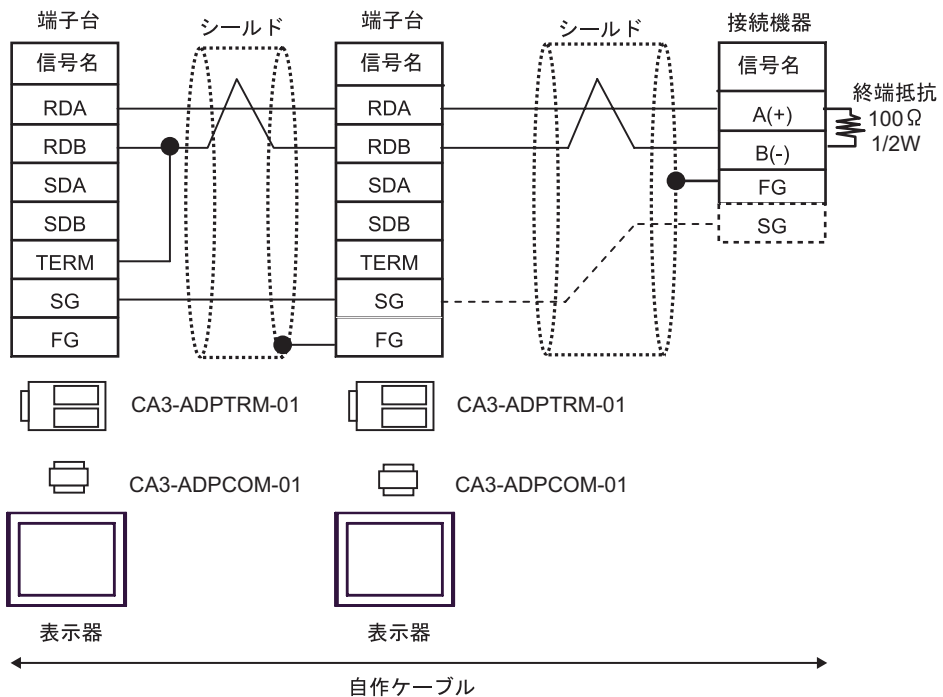 端子台
シールド
端子台
シールド
接続機器
信号名
信号名
信号名
RDA
RDA
A(+)
終端抵抗
100Ω
1/2W
RDB
RDB
B(-)
SDA
SDA
FG
SDB
SDB
SG
TERM
TERM
SG
SG
FG
FG
CA3-ADPTRM-01
CA3-ADPTRM-01
CA3-ADPCOM-01
CA3-ADPCOM-01
表示器
表示器
自作ケーブル